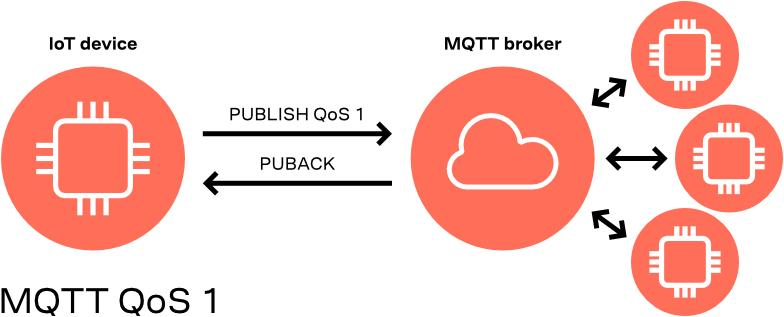 IoT device
MQTT broker
PUBLISH QoS 1
PUBACK
MQTT QoS 1